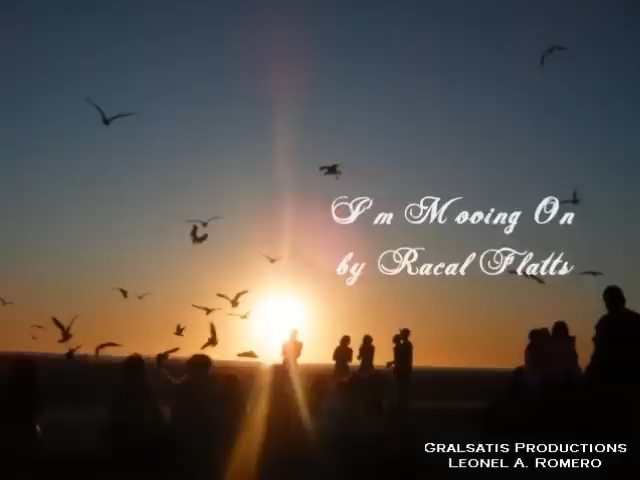 I'm Moving On
by Racal Flatts
Gralsatis Productions
Leonel A. Romero